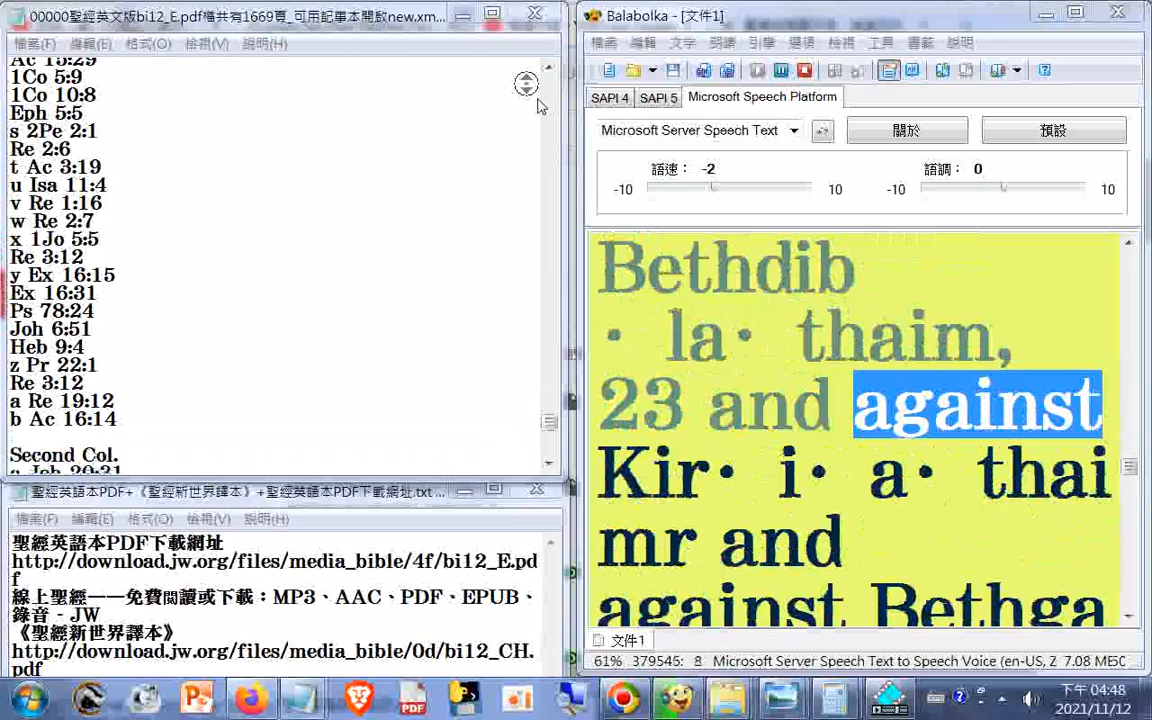 00000聖經英文版bi12_E.pdf檔共有1669頁_可用記事本開啟new.xm...
檔案(F) 編輯(E) 格式(O) 檢視(V) 說明(H)
Ac 15:29
1Co 5:9
1Co 10:8
Eph 5:5
s 2Pe 2:1
Re 2:6
t Ac 3:19
u Isa 11:4
v Re 1:16
w Re 2:7
x 1Jo 5:5
Re 3:12
y Ex 16:15
Ex 16:31
Ps 78:24
Joh 6:51
Heb 9:4
z Pr 22:1
Re 3:12
a Re 19:12
b Ac 16:14
Second Col.
c Joh 20:31
聖經英語本PDF+《聖經新世界譯本》+聖經英語本PDF下載網址.txt ...
檔案(F) 編輯(E) 格式(O) 檢視(V) 說明(H)
聖經英語本PDF下載網址
http://download.jw.org/files/media_bible/4f/bi12_E.pd
f
線上聖經——免費閱讀或下載：MP3、AAC、PDF、EPUB、
錄音 - JW
《聖經新世界譯本》
http://download.jw.org/files/media_bible/0d/bi12_CH.
pdf
Balabolka - [文件1]
檔案 編輯 文字 朗讀 引擎 選項 檢視 工具 書籤 說明
SAPI 4 SAPI 5 Microsoft Speech Platform
Microsoft Server Speech Text 關於 預設
語速： -2 語調： 0
-10 10 -10 10
Bethdib
· la· thaim,
23 and against
Kir· i· a· thai
mr and
against Bethga
文件1
61% 379545: 8 Microsoft Server Speech Text to Speech Voice (en-US, Z 7.08 МБ
下午 04:48
2021/11/12